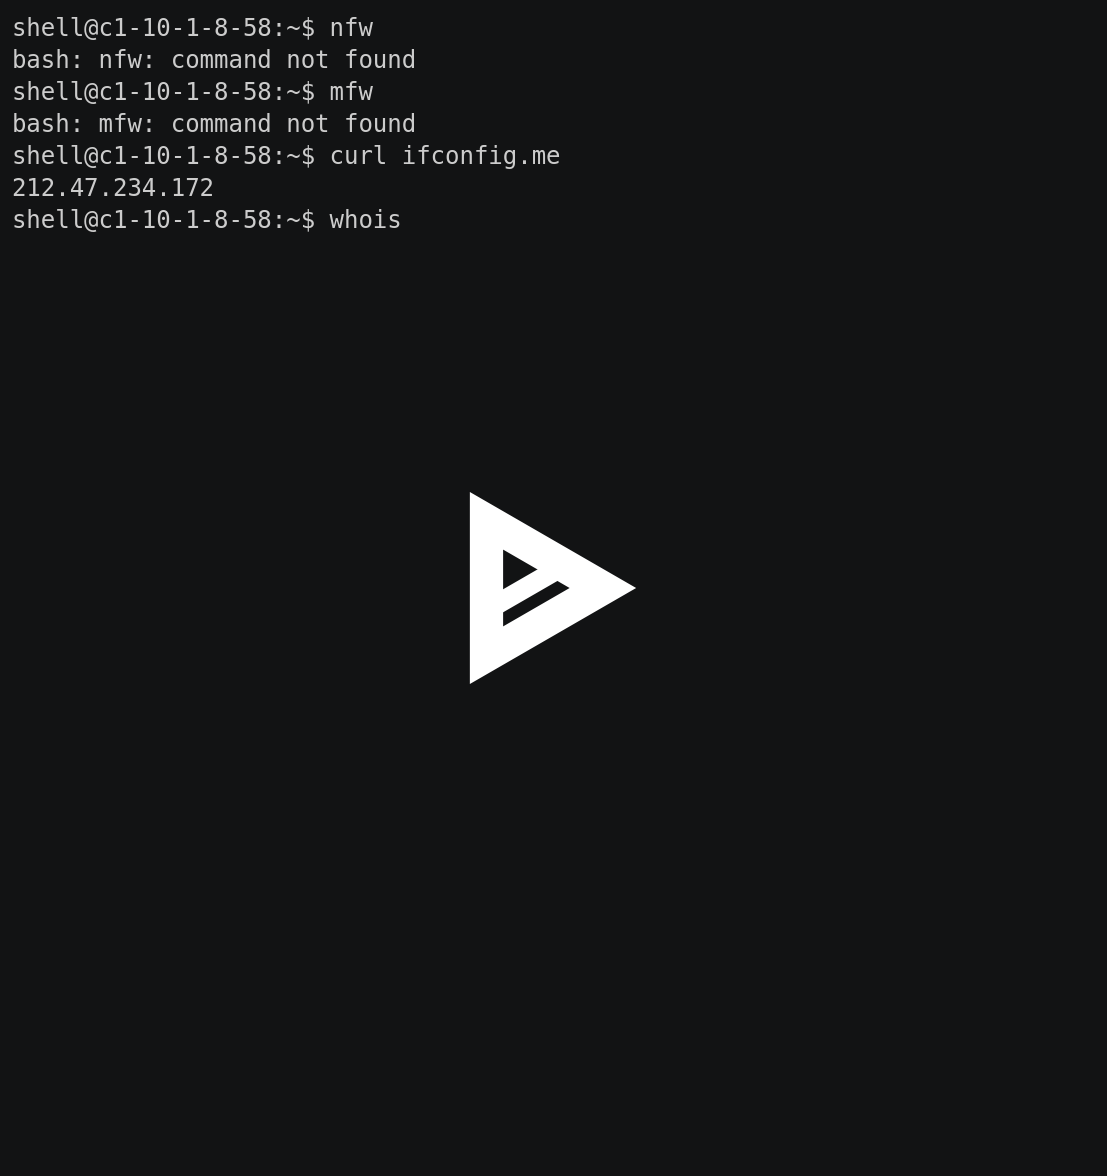 shell@c1-10-1-8-58:~$ nfw
bash: nfw: command not found
shell@c1-10-1-8-58:~$ mfw
bash: mfw: command not found
shell@c1-10-1-8-58:~$ curl ifconfig.me
212.47.234.172
shell@c1-10-1-8-58:~$ whois